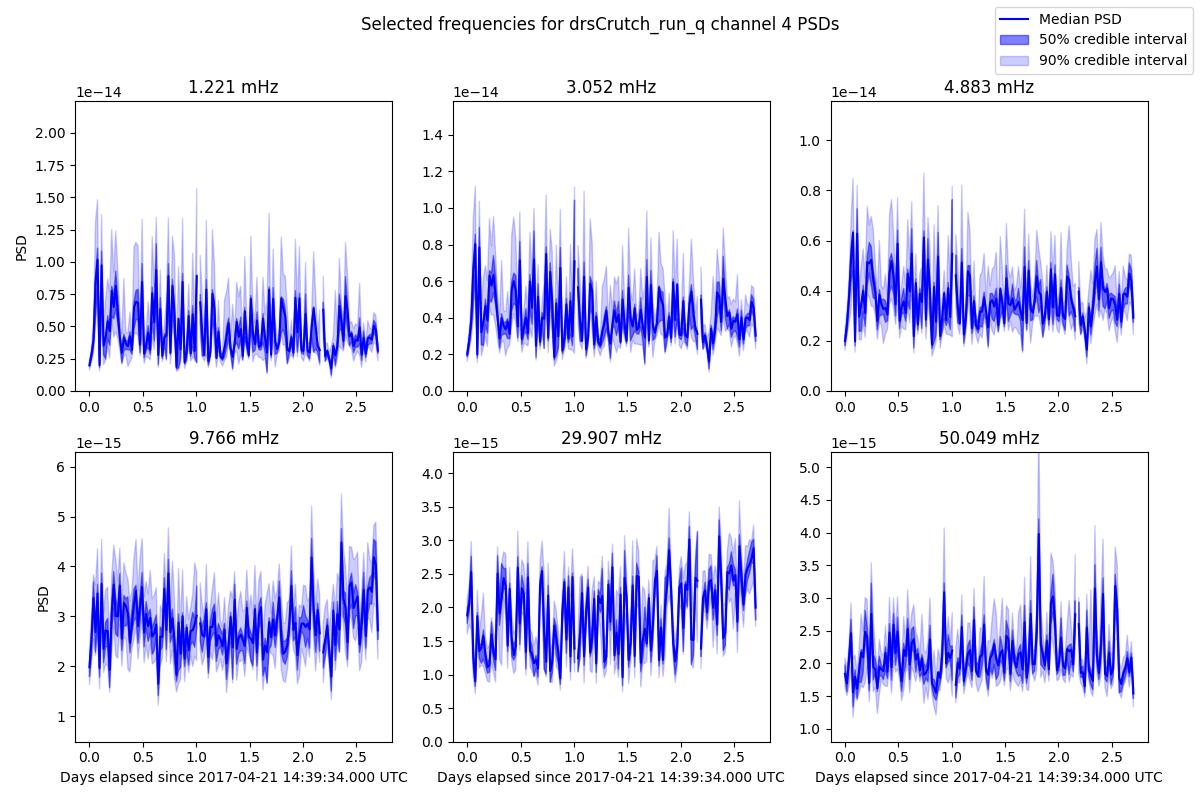 Selected frequencies for drsCrutch_run_q channel 4 PSDs
Median PSD
50% credible interval
90% credible interval
1.221 mHz
3.052 mHz
4.883 mHz
1e−14
1e−14
1e−14
PSD
2.00
1.75
1.50
1.25
1.00
0.75
0.50
0.25
0.00
0.0 0.5 1.0 1.5 2.0 2.5
1.4
1.2
1.0
0.8
0.6
0.4
0.2
0.0
0.0 0.5 1.0 1.5 2.0 2.5
1.0
0.8
0.6
0.4
0.2
0.0
0.0 0.5 1.0 1.5 2.0 2.5
9.766 mHz
29.907 mHz
50.049 mHz
1e−15
1e−15
1e−15
PSD
6
5
4
3
2
1
0.0 0.5 1.0 1.5 2.0 2.5
Days elapsed since 2017-04-21 14:39:34.000 UTC
4.0
3.5
3.0
2.5
2.0
1.5
1.0
0.5
0.0
0.0 0.5 1.0 1.5 2.0 2.5
Days elapsed since 2017-04-21 14:39:34.000 UTC
5.0
4.5
4.0
3.5
3.0
2.5
2.0
1.5
1.0
0.0 0.5 1.0 1.5 2.0 2.5
Days elapsed since 2017-04-21 14:39:34.000 UTC